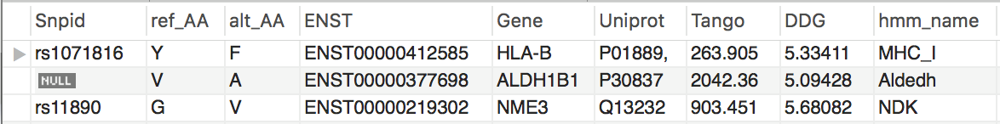 Snpid ref_AA alt_AA ENST Gene Uniprot Tango DDG hmm_name
rs1071816 Y F ENST00000412585 HLA-B P01889, 263.905 5.33411 MHC_I
NULL V A ENST00000377698 ALDH1B1 P30837 2042.36 5.09428 Aldedh
rs11890 G V ENST00000219302 NME3 Q13232 903.451 5.68082 NDK